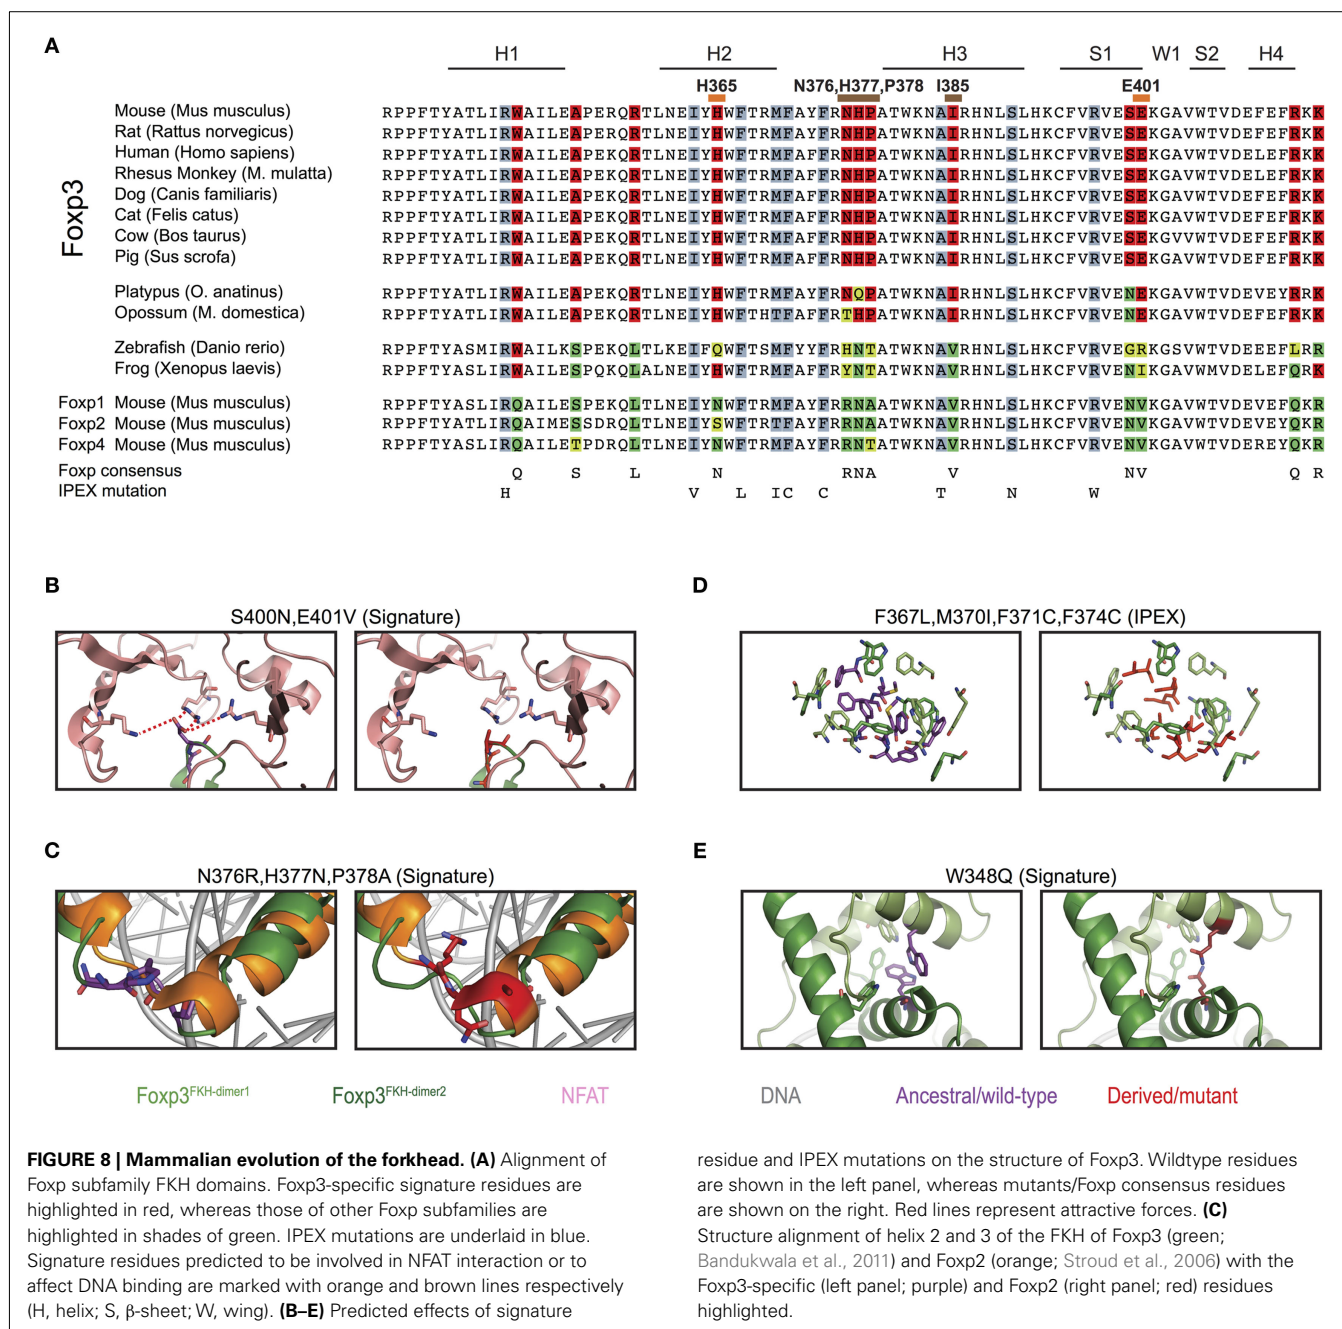 A
H1 H2 H3 S1 W1 S2 H4
H365 N376,H377,P378 I385 E401
Foxp3
Mouse (Mus musculus) RPPFTYATLIRWAILEAPERQRTLNEIYHWFTRMFAYFRNHPATWKNAIRHNLSLHKCFVRVESEKGAVWTVDEFEFRKK
Rat (Rattus norvegicus) RPPFTYATLIRWAILEAPEKQRTLNEIYHWFTRMFAYFRNHPATWKNAIRHNLSLHKCFVRVESEKGAVWTVDEFEFRKK
Human (Homo sapiens) RPPFTYATLIRWAILEAPEKQRTLNEIYHWFTRMFAFFRNHPATWKNAIRHNLSLHKCFVRVESEKGAVWTVDELEFRKK
Rhesus Monkey (M. mulatta) RPPFTYATLIRWAILEAPEKQRTLNEIYHWFTRMFAFFRNHPATWKNAIRHNLSLHKCFVRVESEKGAVWTVDELEFRKK
Dog (Canis familiaris) RPPFTYATLIRWAILEAPEKQRTLNEIYHWFTRMFAFFRNHPATWKNAIRHNLSLHKCFVRVESEKGAVWTVDEFEFRKK
Cat (Felis catus) RPPFTYATLIRWAILEAPEKQRTLNEIYHWFTRMFAFFRNHPATWKNAIRHNLSLHKCFVRVESEKGAVWTVDEFEFRKK
Cow (Bos taurus) RPPFTYATLIRWAILEAPEKQRTLNEIYHWFTRMFAFFRNHPATWKNAIRHNLSLHKCFVRVESEKGAVWTVDEFEFRKK
Pig (Sus scrofa) RPPFTYATLIRWAILEAPEKQRTLNEIYHWFTRMFAFFRNHPATWKNAIRHNLSLHKCFVRVESEKGAVWTVDEFEFRKK
Platypus (O. anatinus) RPPFTYATLIRWAILEAPEKQRTLNEIYHWFTRMFAFFRNQPATWKNAIRHNLSLHKCFVRVENEKGAVWTVDEVEYRRK
Opossum (M. domestica) RPPFTYATLIRWAILEAPEKQRTLNEIYHWFTHTFAFFRTHPATWKNAIRHNLSLHKCFVRVENEKGAVWTVDEFEFRKK
Zebrafish (Danio rerio) RPPFTYASMIRWAILKSPEKQLTLKEIFQWFTSMFYYFRHNTATWKNAVRHNLSLHKCFVRVEGRKGSVWTVDEEEFLRR
Frog (Xenopus laevis) RPPFTYASLIRWAILESPQKQLALNEIYHWFTRMFAFFRYNTATWKNAVRHNLSLHKCFVRVENIKGAVWMVDELEFQRK
Foxp1 Mouse (Mus musculus) RPPFTYASLIRQAILESPEKQLTLNEIYNWFTRMFAYFRRNAATWKNAVRHNLSLHKCFVRVENVKGAVWTVDEVEFQKR
Foxp2 Mouse (Mus musculus) RPPFTYATLIRQAIMESSDRQLTLNEIYSWFTRTFAYFRRNAATWKNAVRHNLSLHKCFVRVENVKGAVWTVDEVEYQKR
Foxp4 Mouse (Mus musculus) RPPFTYASLIRQAILETPDRQLTLNEIYNWFTRMFAYFRRNTATWKNAVRHNLSLHKCFVRVENVKGAVWTVDEREYQKR
Foxp consensus Q S L N RNA V NV Q R
IPEX mutation H V L IC C T N W
B
S400N,E401V (Signature)
D
F367L,M370I,F371C,F374C (IPEX)
C
N376R,H377N,P378A (Signature)
E
W348Q (Signature)
Foxp3FKH-dimer1 Foxp3FKH-dimer2 NFAT DNA Ancestral/wild-type Derived/mutant
FIGURE 8 | Mammalian evolution of the forkhead. (A) Alignment of
Foxp subfamily FKH domains. Foxp3-specific signature residues are
highlighted in red, whereas those of other Foxp subfamilies are
highlighted in shades of green. IPEX mutations are underlaid in blue.
Signature residues predicted to be involved in NFAT interaction or to
affect DNA binding are marked with orange and brown lines respectively
(H, helix; S, β-sheet; W, wing). (B–E) Predicted effects of signature
residue and IPEX mutations on the structure of Foxp3. Wildtype residues
are shown in the left panel, whereas mutants/Foxp consensus residues
are shown on the right. Red lines represent attractive forces. (C)
Structure alignment of helix 2 and 3 of the FKH of Foxp3 (green;
Bandukwala et al., 2011) and Foxp2 (orange; Stroud et al., 2006) with the
Foxp3-specific (left panel; purple) and Foxp2 (right panel; red) residues
highlighted.